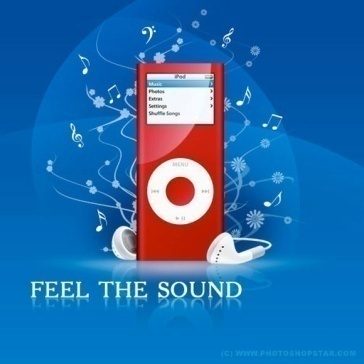 iPod
Music
Photos
Extras
Settings
Shuffle Songs
MENU
FEEL THE SOUND
(C) WWW.PHOTOSHOPSTAR.COM